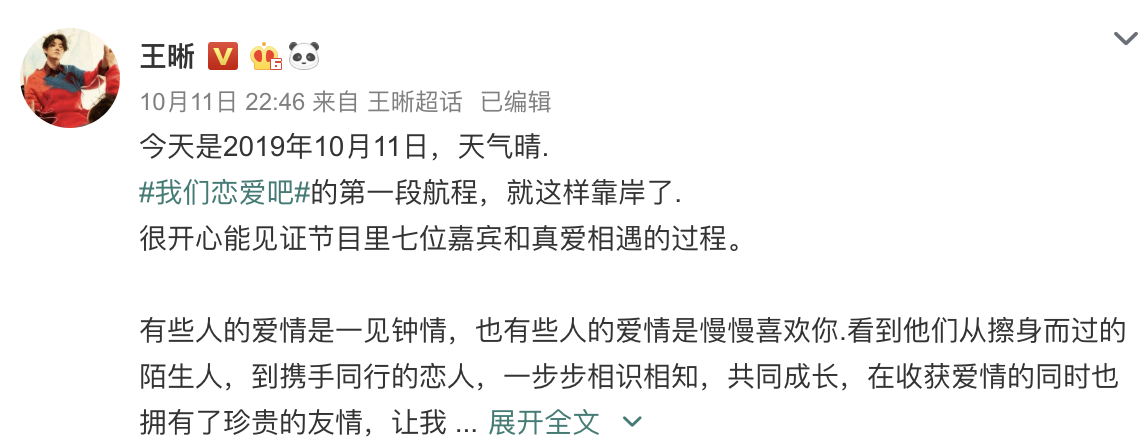 王晰 V
10月11日 22:46 来自 王晰超话 已编辑
今天是2019年10月11日，天气晴.
#我们恋爱吧#的第一段航程，就这样靠岸了.
很开心能见证节目里七位嘉宾和真爱相遇的过程。
有些人的爱情是一见钟情，也有些人的爱情是慢慢喜欢你.看到他们从擦身而过的
陌生人，到携手同行的恋人，一步步相识相知，共同成长，在收获爱情的同时也
拥有了珍贵的友情，让我 ... 展开全文